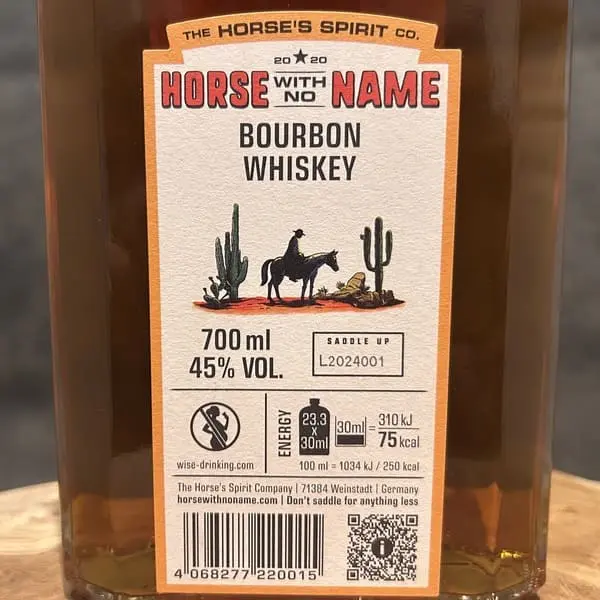 THE HORSE'S SPIRIT CO.
20 ★ 20
HORSE WITH NO NAME
BOURBON
WHISKEY
700 ml
45% VOL.
SADDLE UP
L2024001
wise-drinking.com
ENERGY
23.3
x
30ml
30ml = 310 kJ / 75 kcal
100 ml = 1034 kJ / 250 kcal
The Horse's Spirit Company | 71384 Weinstadt | Germany
horsewithnoname.com | Don't saddle for anything less
4 068277 220015
i